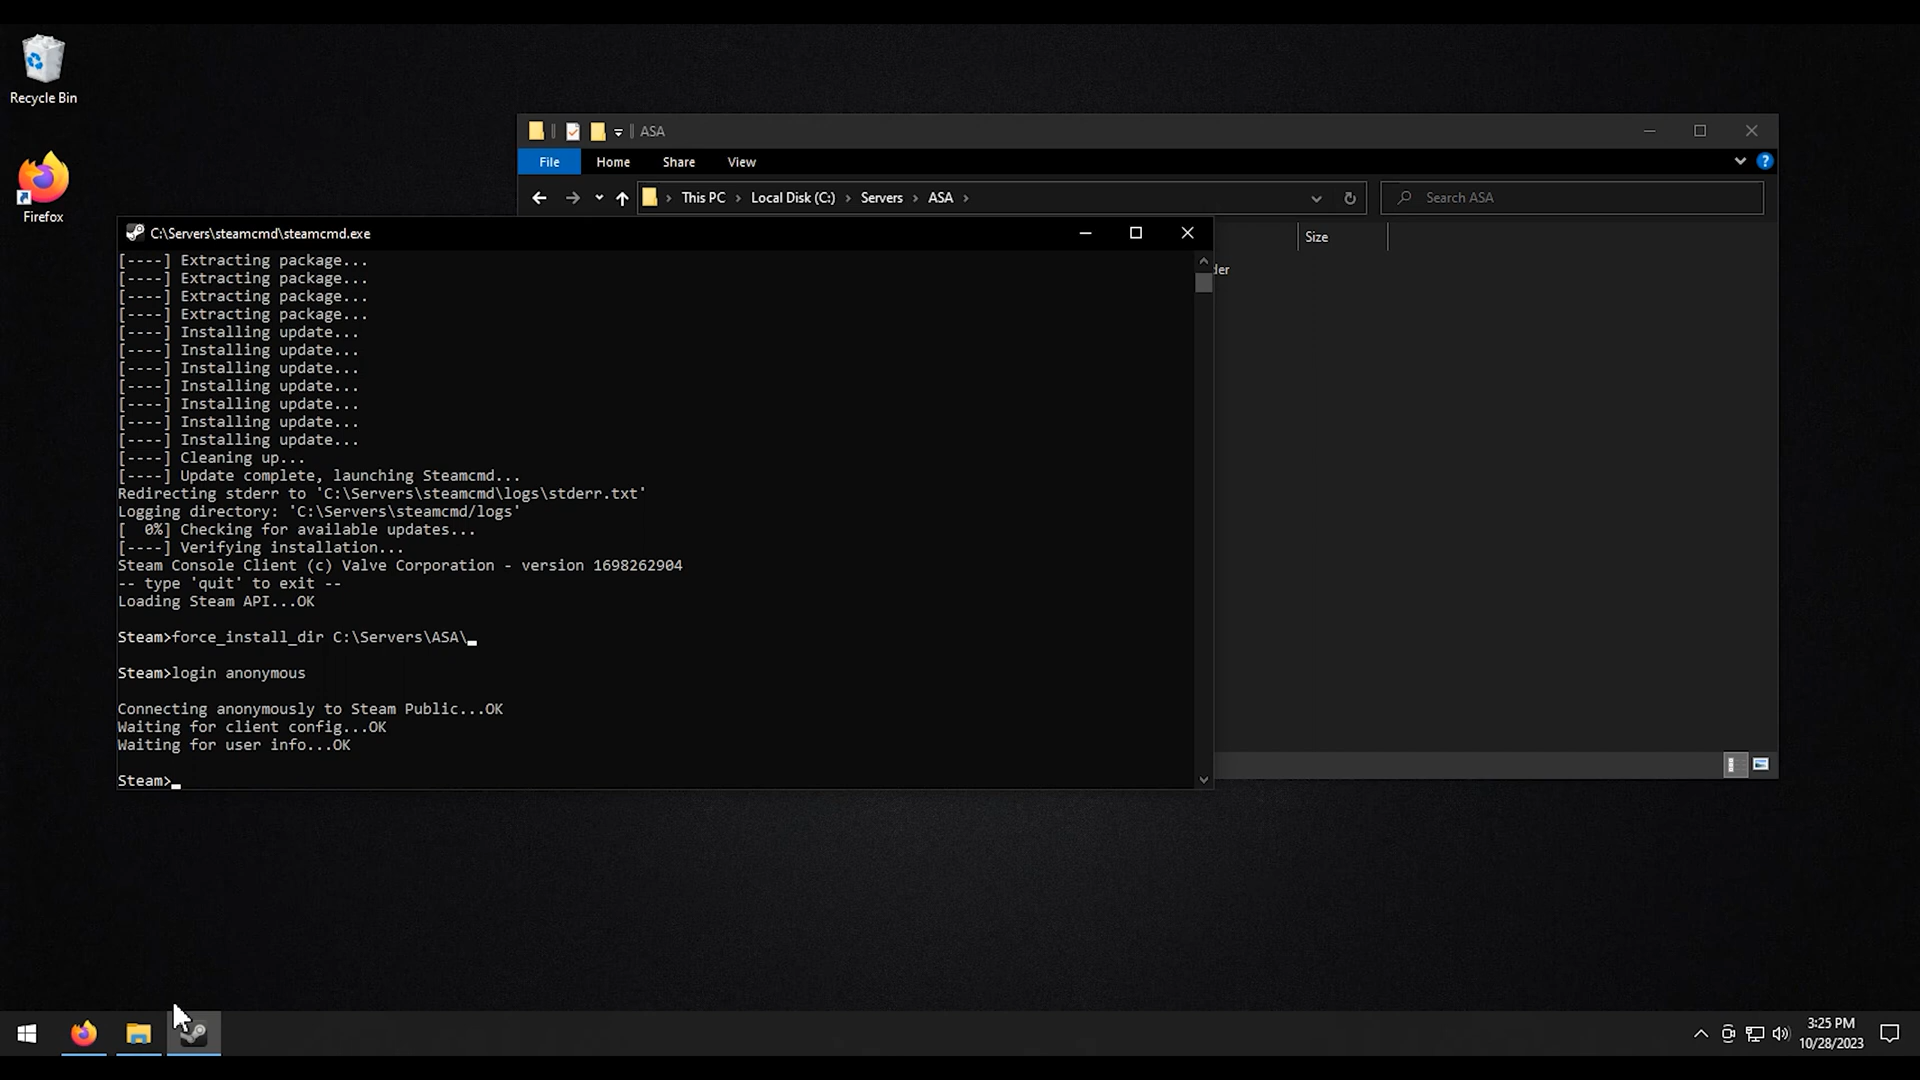 Recycle Bin
Firefox
ASA
File Home Share View
This PC Local Disk (C:) Servers ASA
Search ASA
Size
der
C:\Servers\steamcmd\steamcmd.exe
[----] Extracting package...
[----] Extracting package...
[----] Extracting package...
[----] Extracting package...
[----] Installing update...
[----] Installing update...
[----] Installing update...
[----] Installing update...
[----] Installing update...
[----] Installing update...
[----] Installing update...
[----] Cleaning up...
[----] Update complete, launching Steamcmd...
Redirecting stderr to 'C:\Servers\steamcmd\logs\stderr.txt'
Logging directory: 'C:\Servers\steamcmd/logs'
[  0%] Checking for available updates...
[----] Verifying installation...
Steam Console Client (c) Valve Corporation - version 1698262904
-- type 'quit' to exit --
Loading Steam API...OK
Steam>force_install_dir C:\Servers\ASA\_
Steam>login anonymous
Connecting anonymously to Steam Public...OK
Waiting for client config...OK
Waiting for user info...OK
Steam>_
3:25 PM
10/28/2023